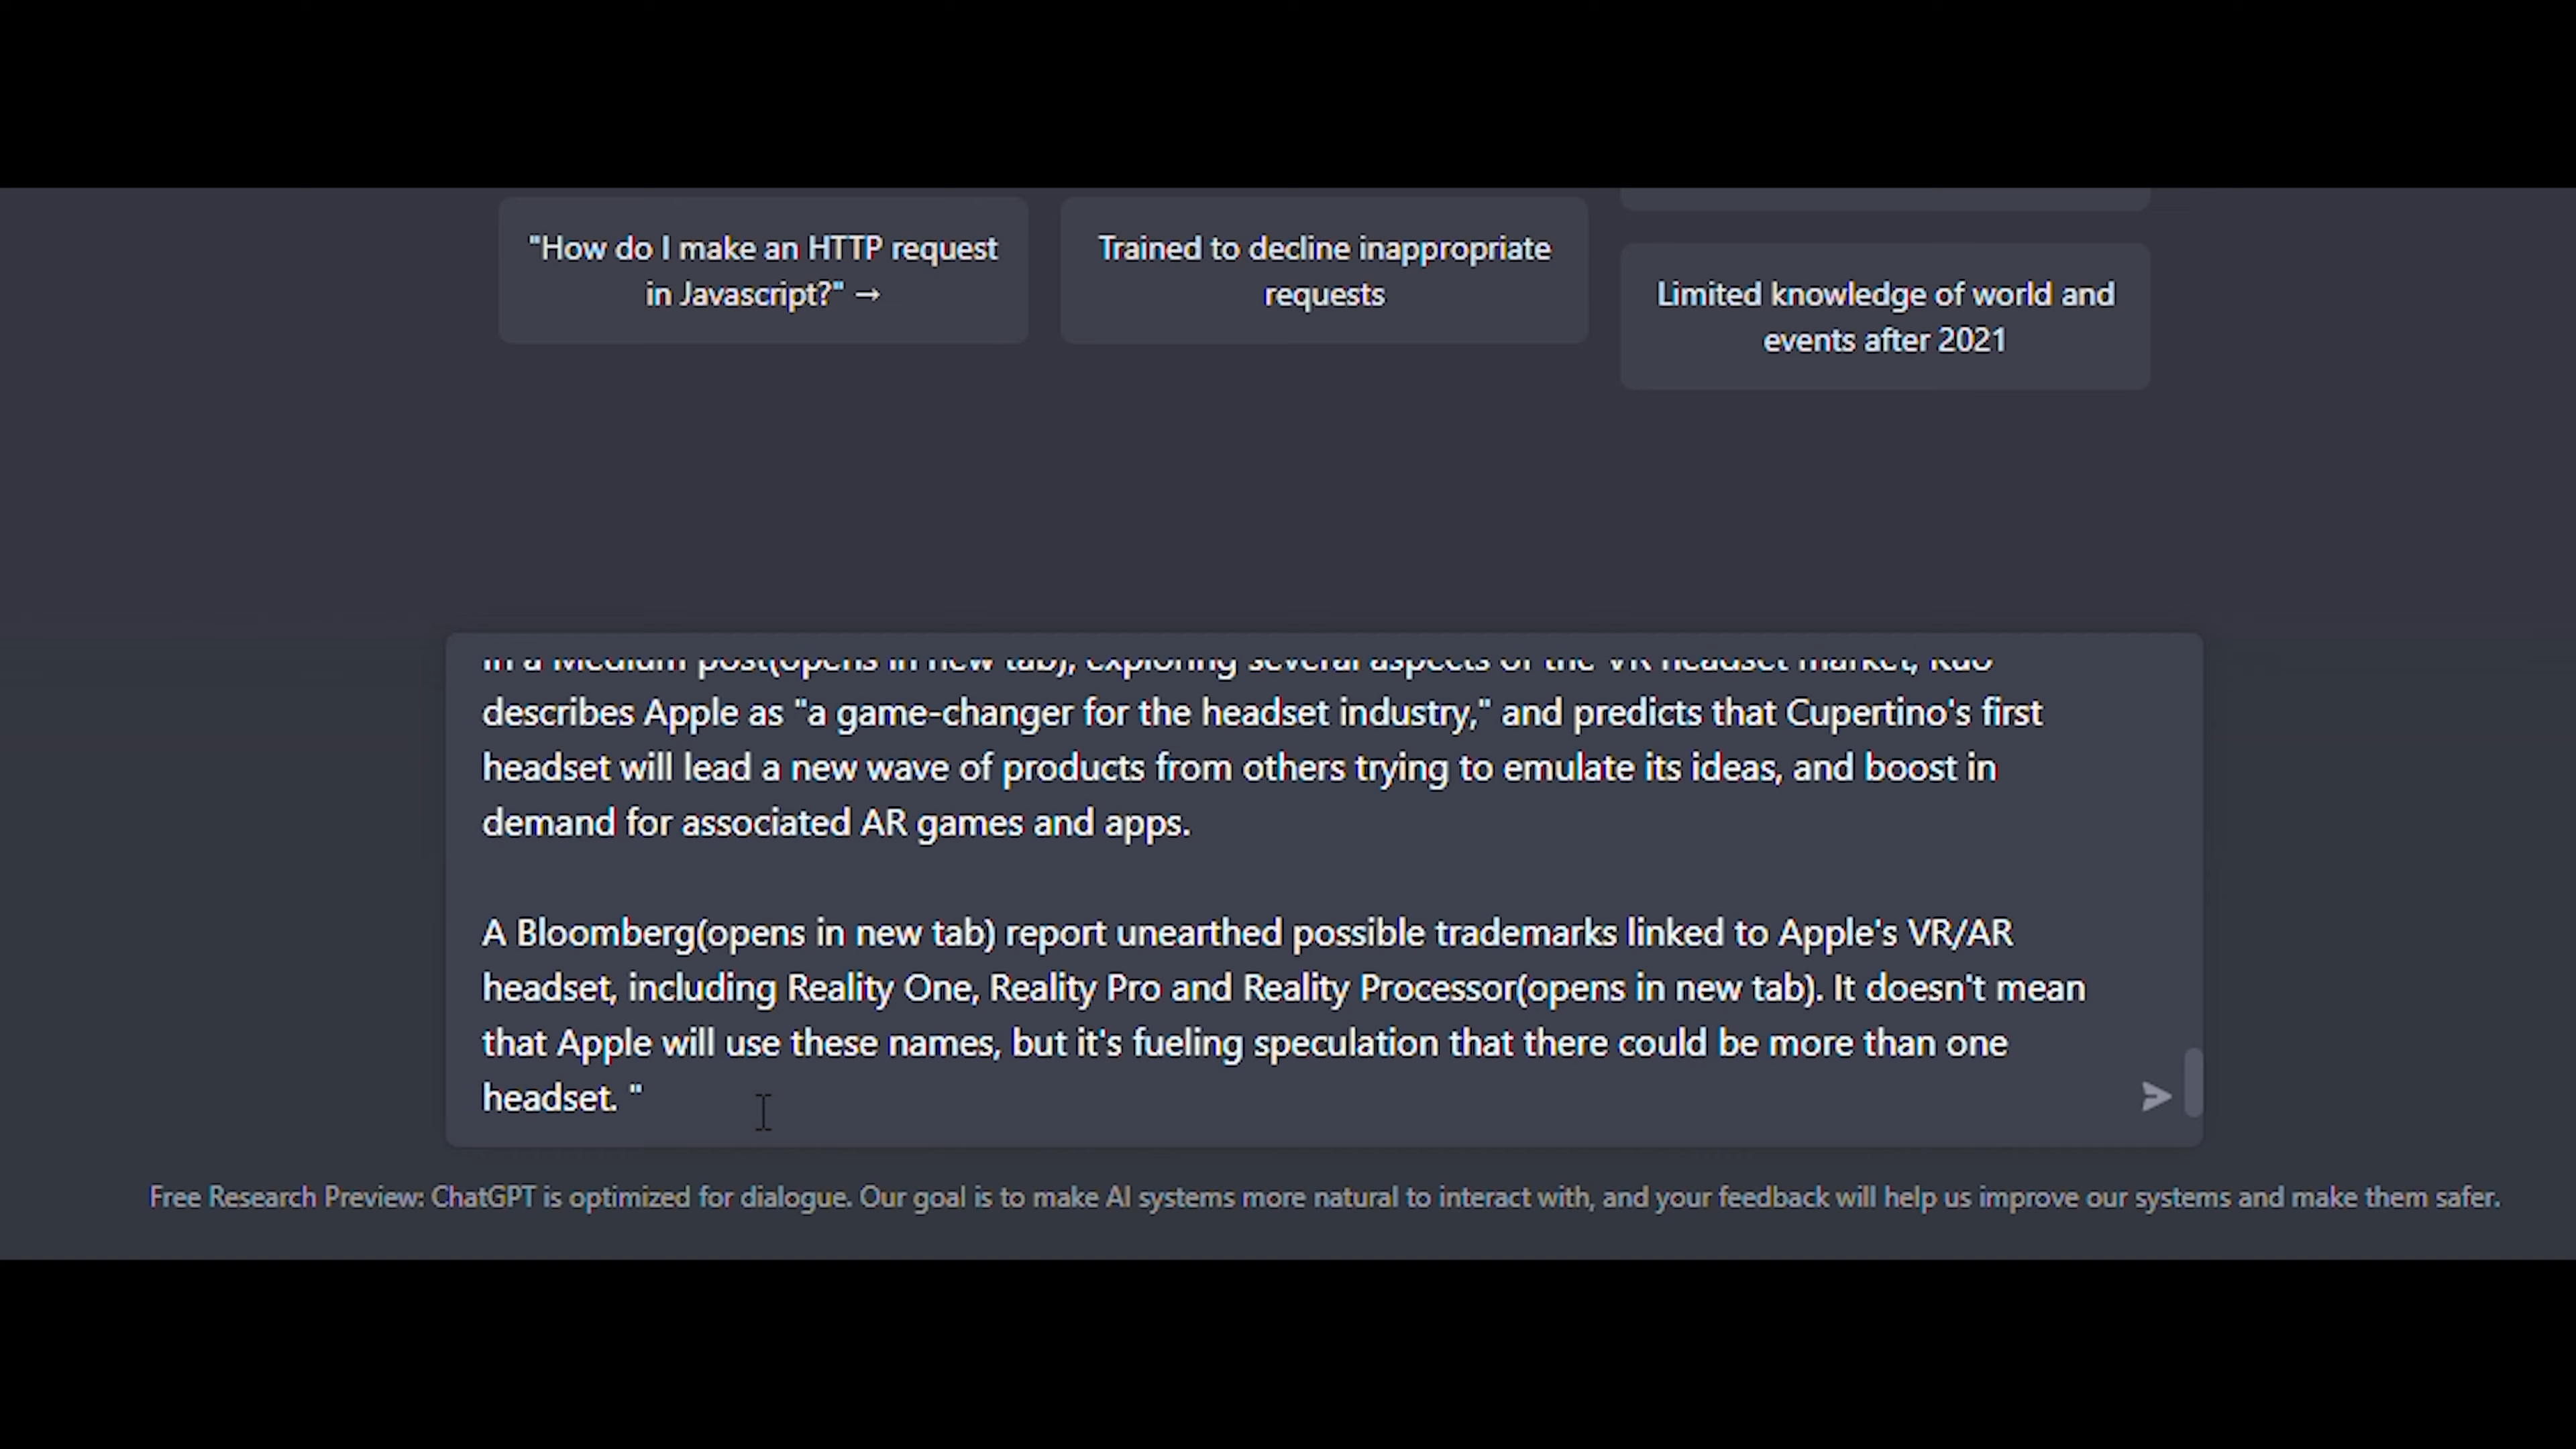 "How do I make an HTTP request
in Javascript?" →
Trained to decline inappropriate
requests
Limited knowledge of world and
events after 2021
In a Medium post(opens in new tab), exploring several aspects of the VR headset market, Kuo
describes Apple as "a game-changer for the headset industry," and predicts that Cupertino's first
headset will lead a new wave of products from others trying to emulate its ideas, and boost in
demand for associated AR games and apps.
A Bloomberg(opens in new tab) report unearthed possible trademarks linked to Apple's VR/AR
headset, including Reality One, Reality Pro and Reality Processor(opens in new tab). It doesn't mean
that Apple will use these names, but it's fueling speculation that there could be more than one
headset. "
Free Research Preview: ChatGPT is optimized for dialogue. Our goal is to make AI systems more natural to interact with, and your feedback will help us improve our systems and make them safer.